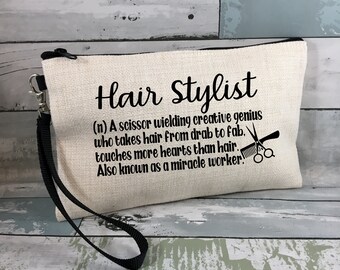 Hair Stylist
(n) A scissor wielding creative genius
who takes hair from drab to fab.
touches more hearts than hair.
Also known as a miracle worker.